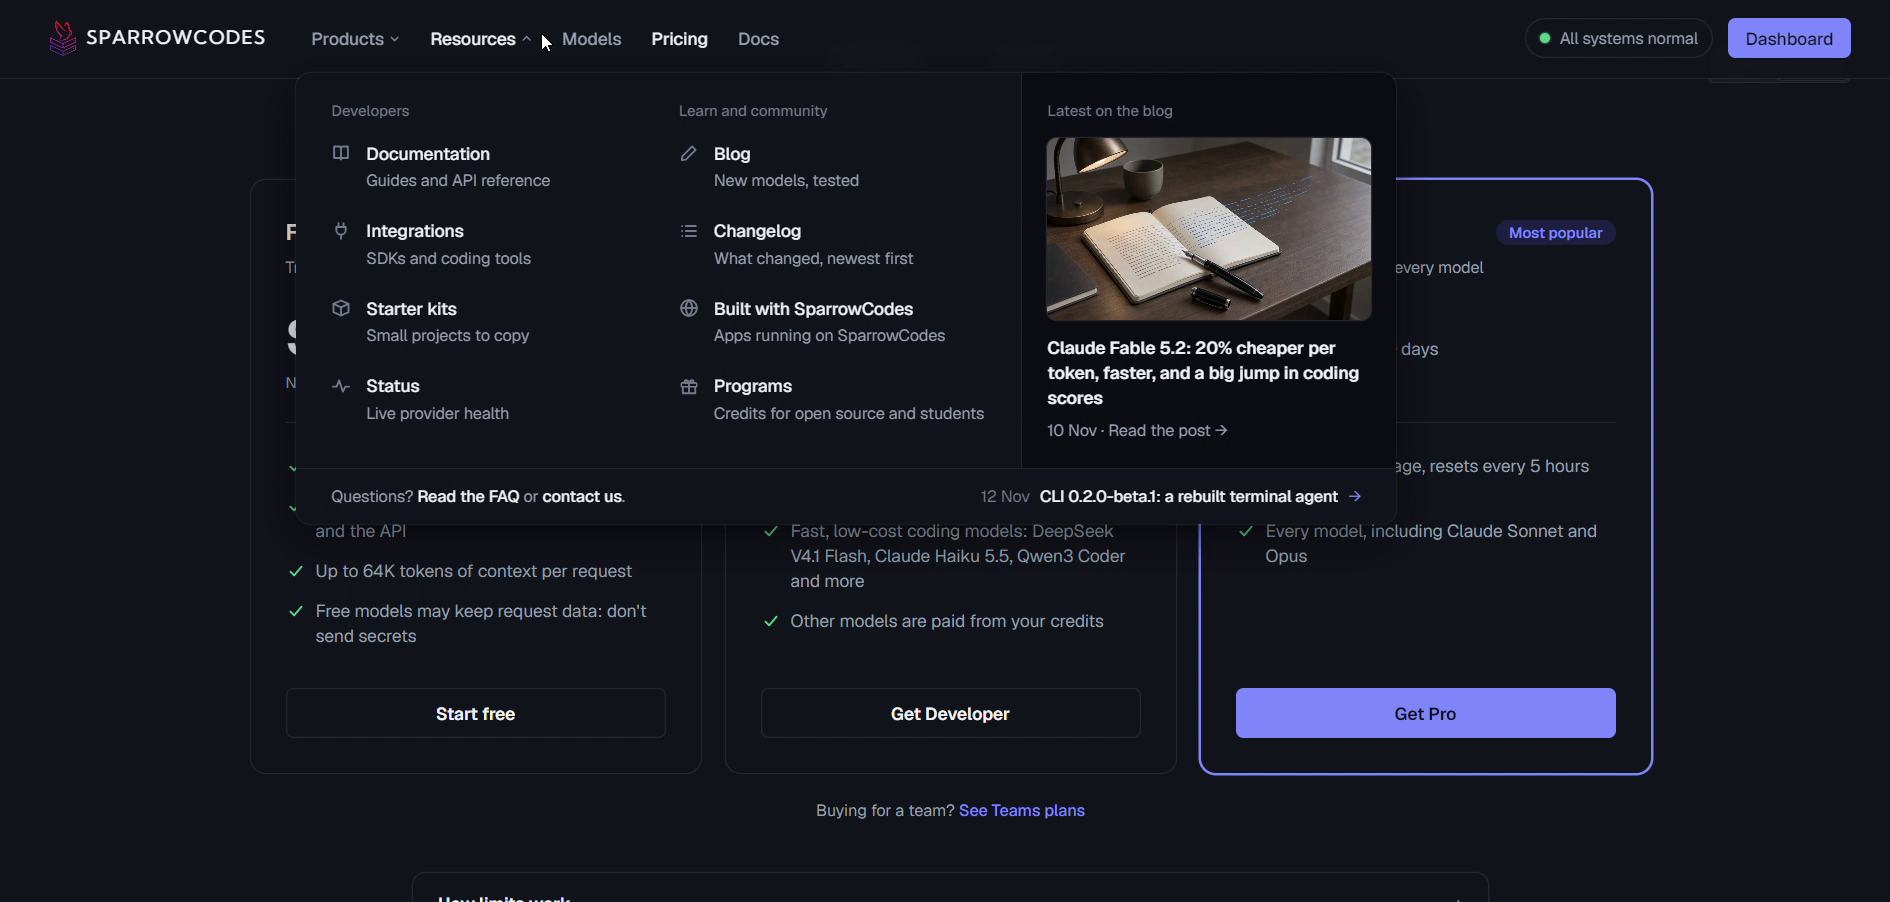 SPARROWCODES
Products
Resources
Models
Pricing
Docs
All systems normal
Dashboard
Developers
Documentation
Guides and API reference
Integrations
SDKs and coding tools
Starter kits
Small projects to copy
Status
Live provider health
Learn and community
Blog
New models, tested
Changelog
What changed, newest first
Built with SparrowCodes
Apps running on SparrowCodes
Programs
Credits for open source and students
Latest on the blog
Claude Fable 5.2: 20% cheaper per
token, faster, and a big jump in coding
scores
10 Nov · Read the post →
Questions? Read the FAQ or contact us.
12 Nov CLI 0.2.0-beta.1: a rebuilt terminal agent →
and the API
Up to 64K tokens of context per request
Free models may keep request data: don't
send secrets
Start free
Fast, low-cost coding models: DeepSeek
V4.1 Flash, Claude Haiku 5.5, Qwen3 Coder
and more
Other models are paid from your credits
Get Developer
Most popular
every model
days
resets every 5 hours
Every model, including Claude Sonnet and
Opus
Get Pro
Buying for a team? See Teams plans
How limits work